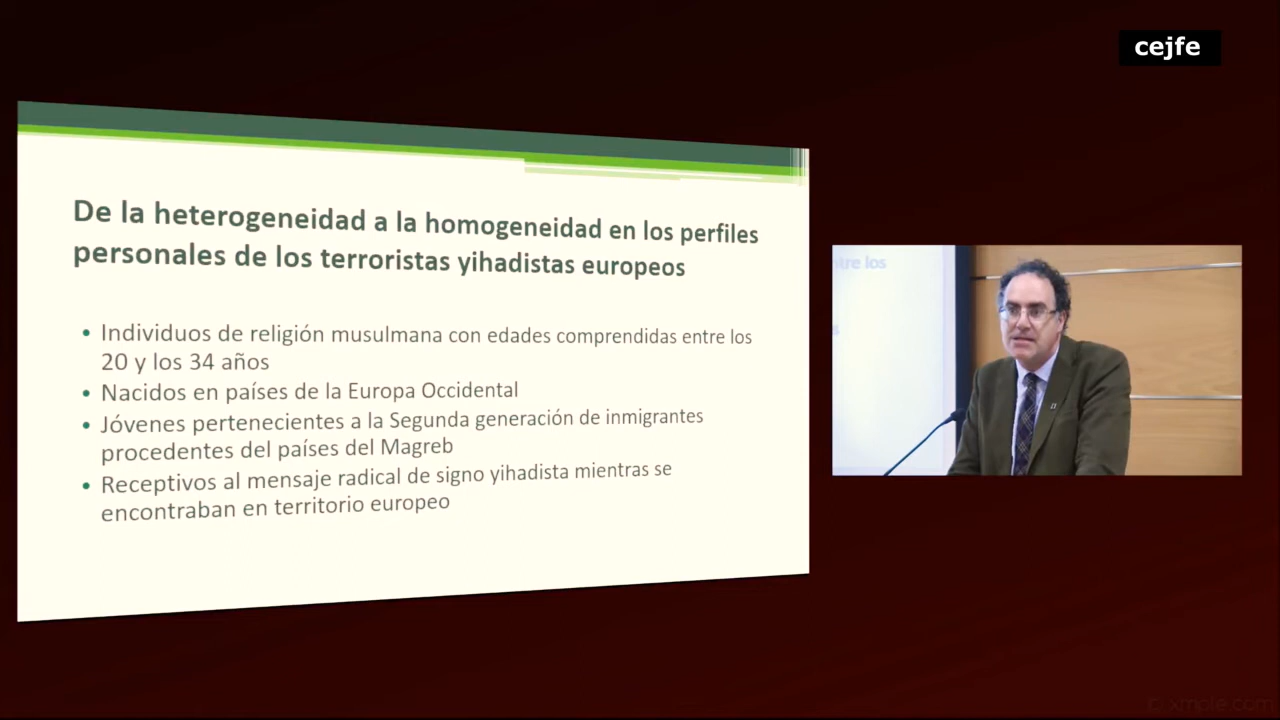 cejfe
De la heterogeneidad a la homogeneidad en los perfiles
personales de los terroristas yihadistas europeos
• Individuos de religión musulmana con edades comprendidas entre los
20 y los 34 años
• Nacidos en países de la Europa Occidental
• Jóvenes pertenecientes a la Segunda generación de inmigrantes
procedentes del países del Magreb
• Receptivos al mensaje radical de signo yihadista mientras se
encontraban en territorio europeo
tre los